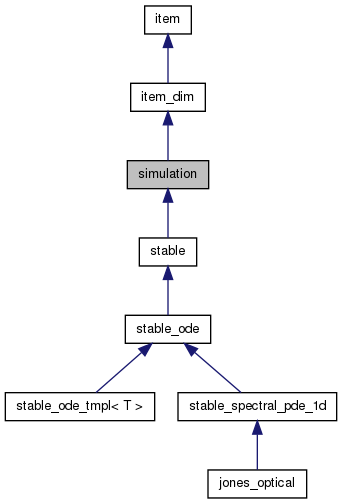 item
item_dim
simulation
stable
stable_ode
stable_ode_tmpl< T >
stable_spectral_pde_1d
jones_optical